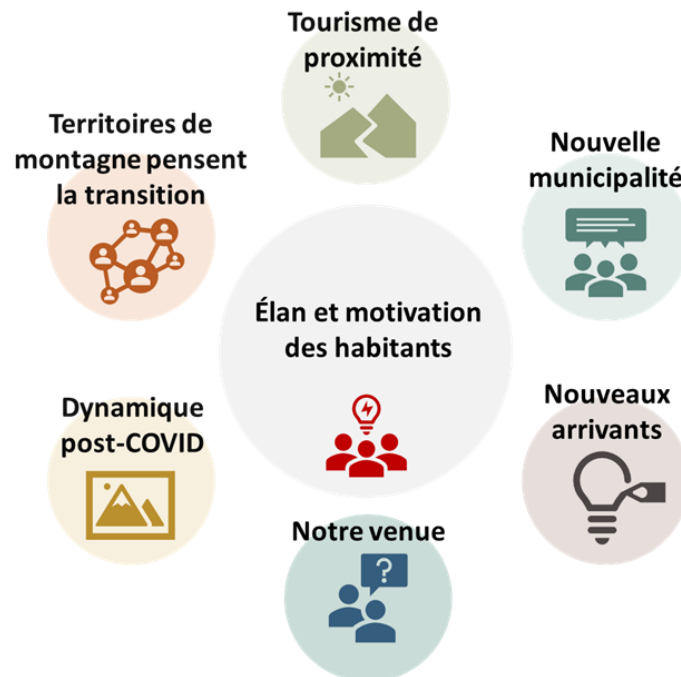 Tourisme de
proximité
Territoires de
montagne pensent
la transition
Nouvelle
municipalité
Élan et motivation
des habitants
Dynamique
post-COVID
Nouveaux
arrivants
Notre venue
?